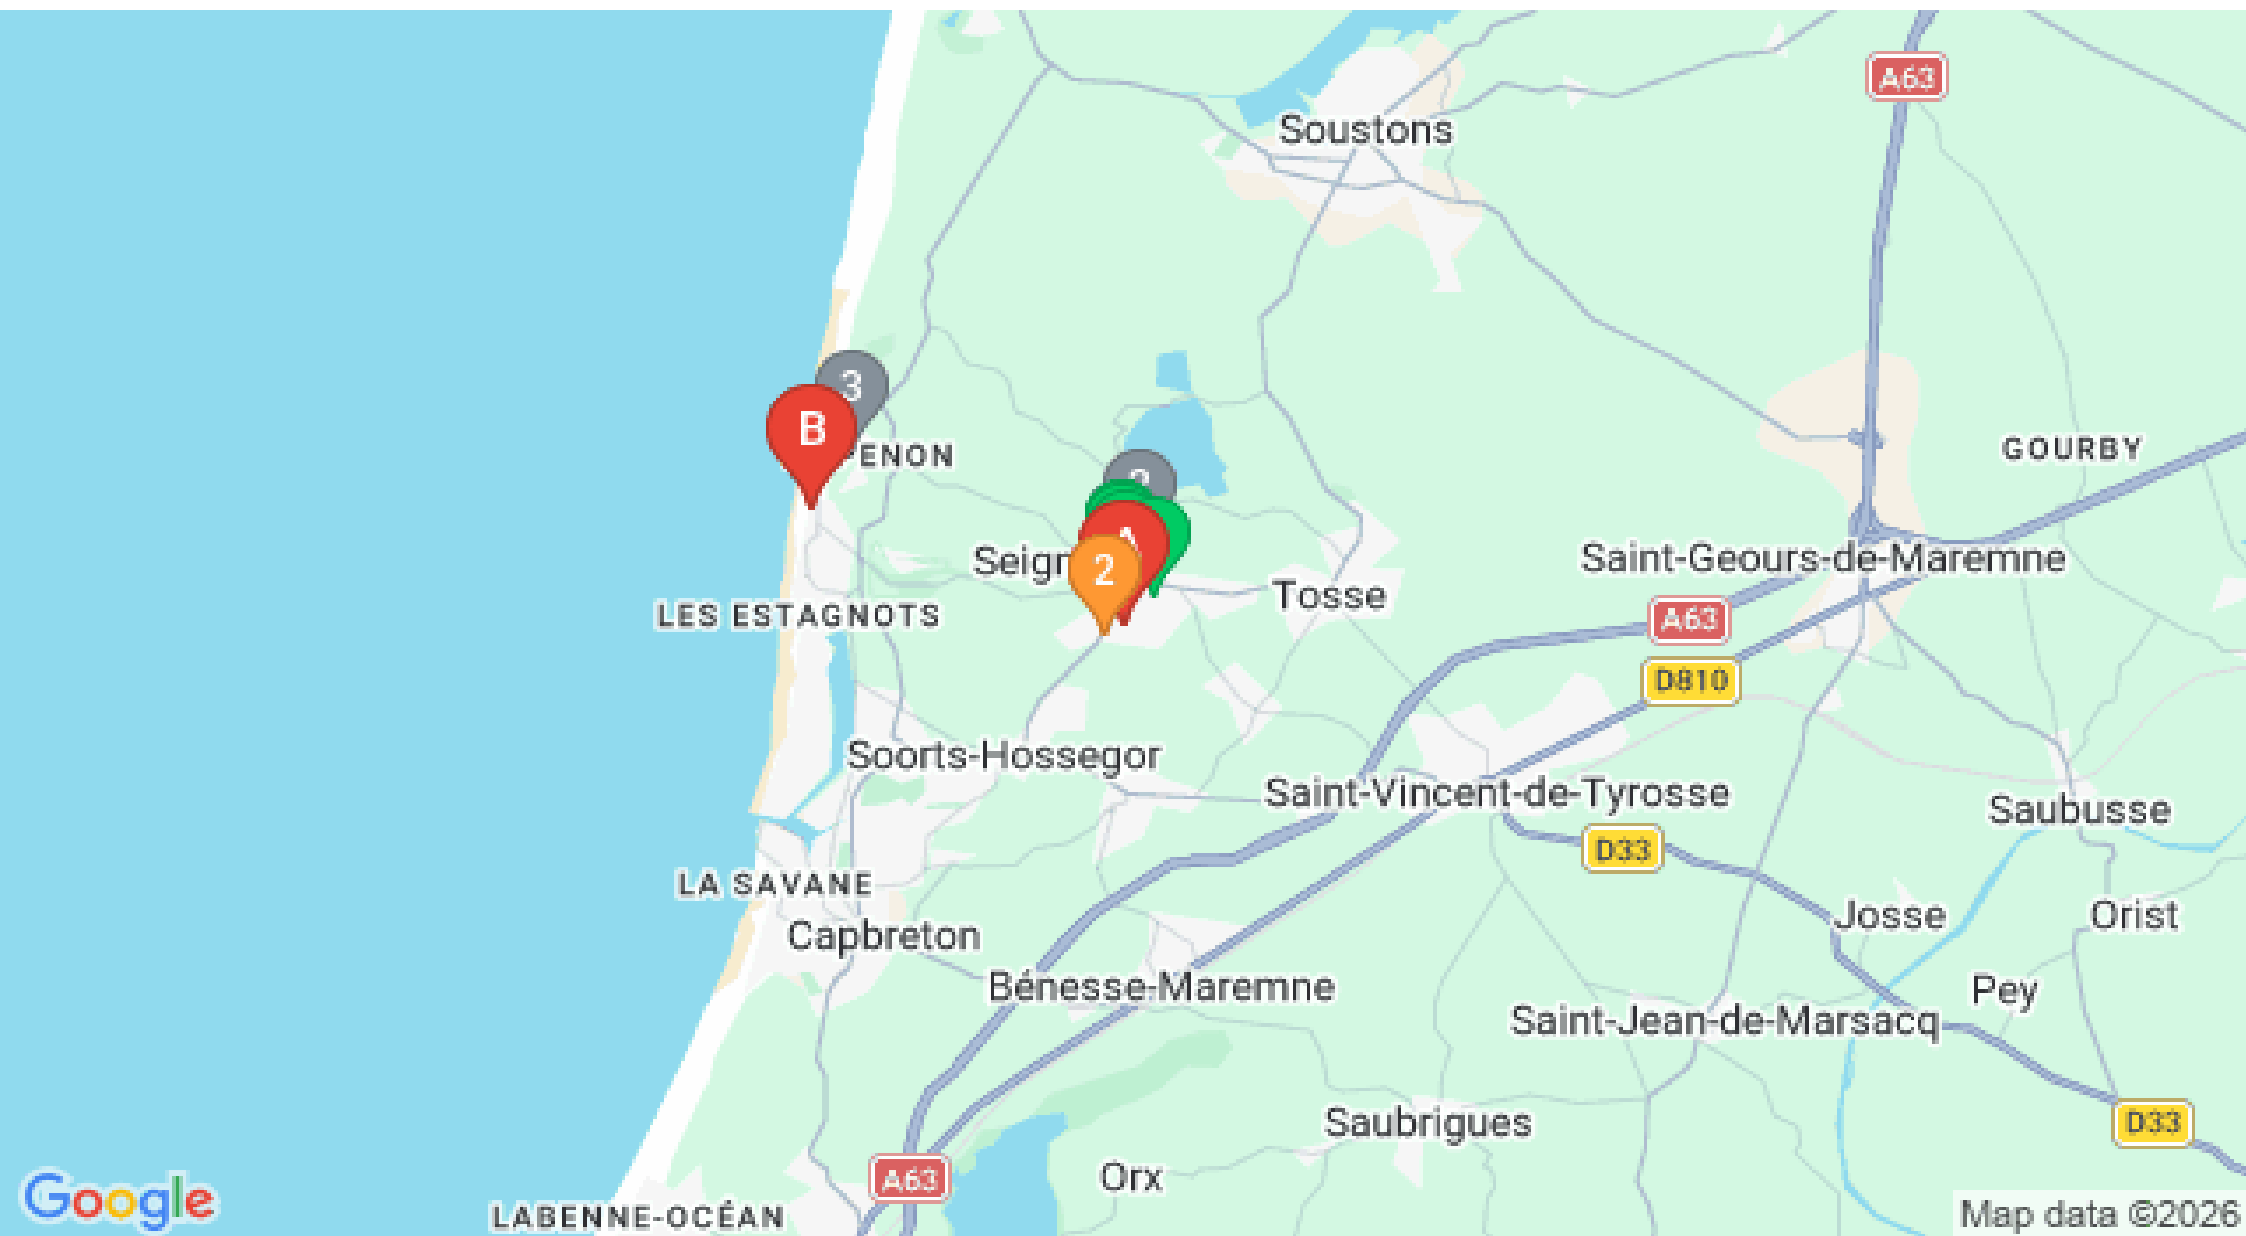 Soustons
A63
3
B
GOURBY
Saint-Geours-de-Maremne
2
Tosse
LES ESTAGNOTS
A63
D810
Soorts-Hossegor
Saint-Vincent-de-Tyrosse
Saubusse
D33
LA SAVANE
Capbreton
Josse
Orist
Bénesse-Maremne
Pey
Saint-Jean-de-Marsacq
Saubrigues
D33
A63
Orx
Google
LABENNE-OCÉAN
Map data ©2026